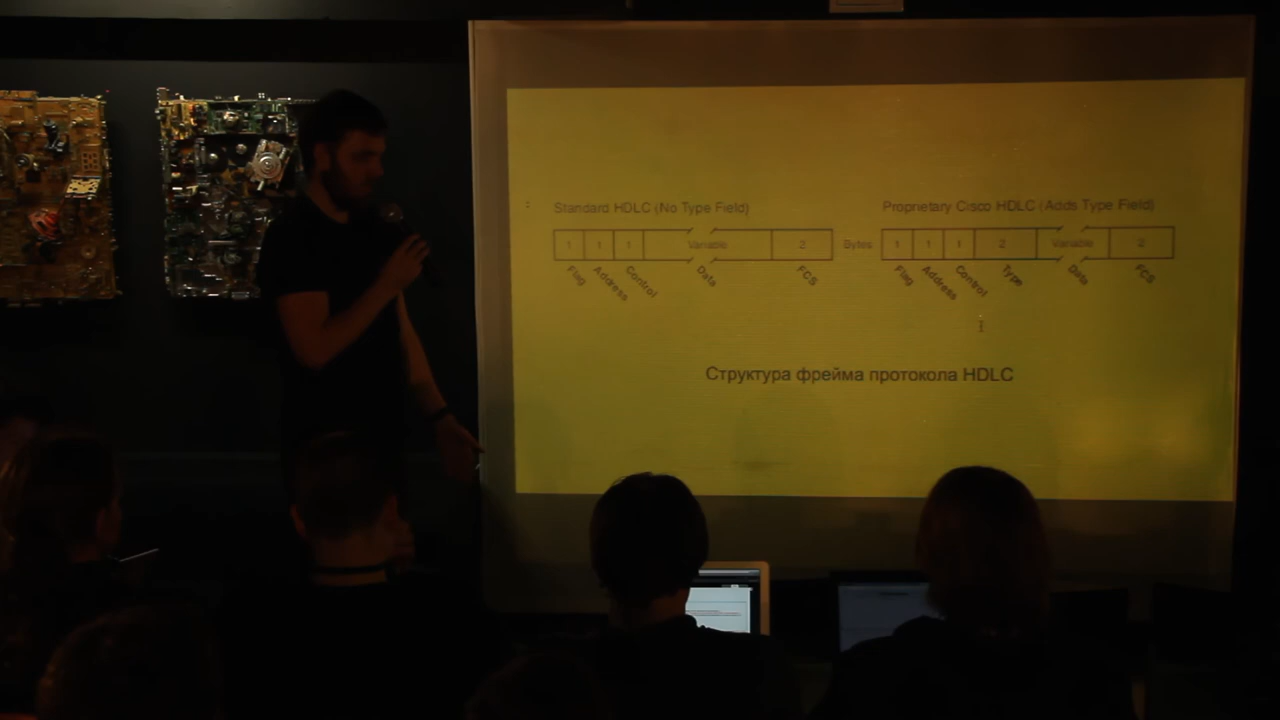 Standard HDLC (No Type Field)
1 1 1 Variable 2
Flag Address Control Data FCS
Bytes
Proprietary Cisco HDLC (Adds Type Field)
1 1 1 2 Variable 2
Flag Address Control Type Data FCS
Структура фрейма протокола HDLC